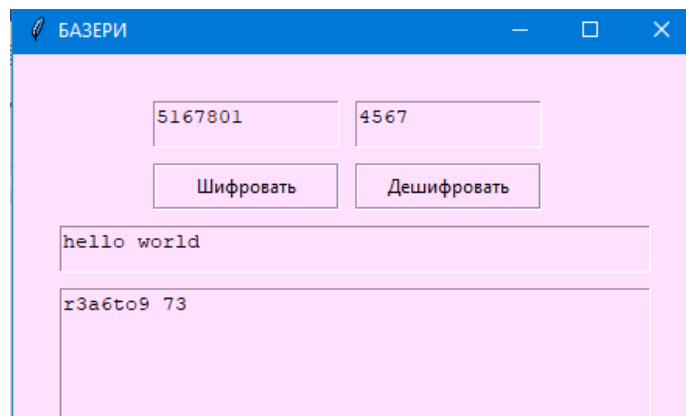 БАЗЕРИ
5167801 4567
Шифровать Дешифровать
hello world
r3a6to9 73